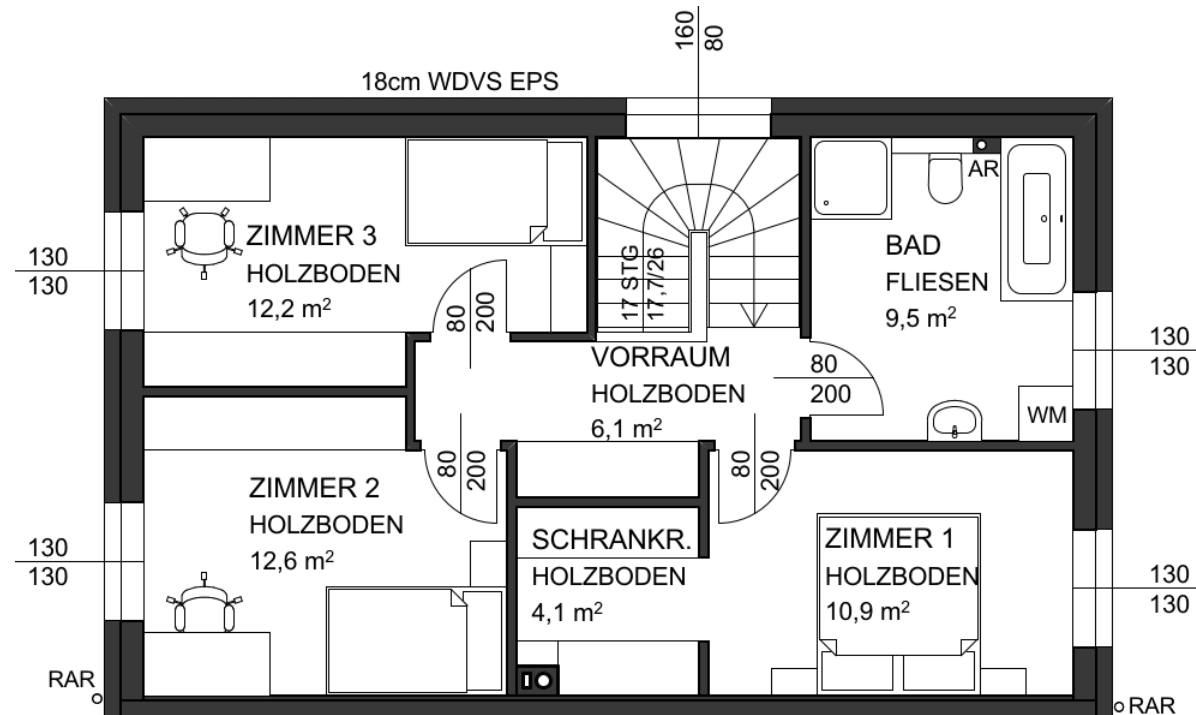 160
80
18cm WDVS EPS
AR
ZIMMER 3
HOLZBODEN
12,2 m²
130
130
80
200
17 STG
17,7/26
BAD
FLIESEN
9,5 m²
130
130
VORRAUM
HOLZBODEN
6,1 m²
80
200
WM
80
200
80
200
ZIMMER 2
HOLZBODEN
12,6 m²
130
130
SCHRANKR.
HOLZBODEN
4,1 m²
ZIMMER 1
HOLZBODEN
10,9 m²
130
130
RAR
RAR